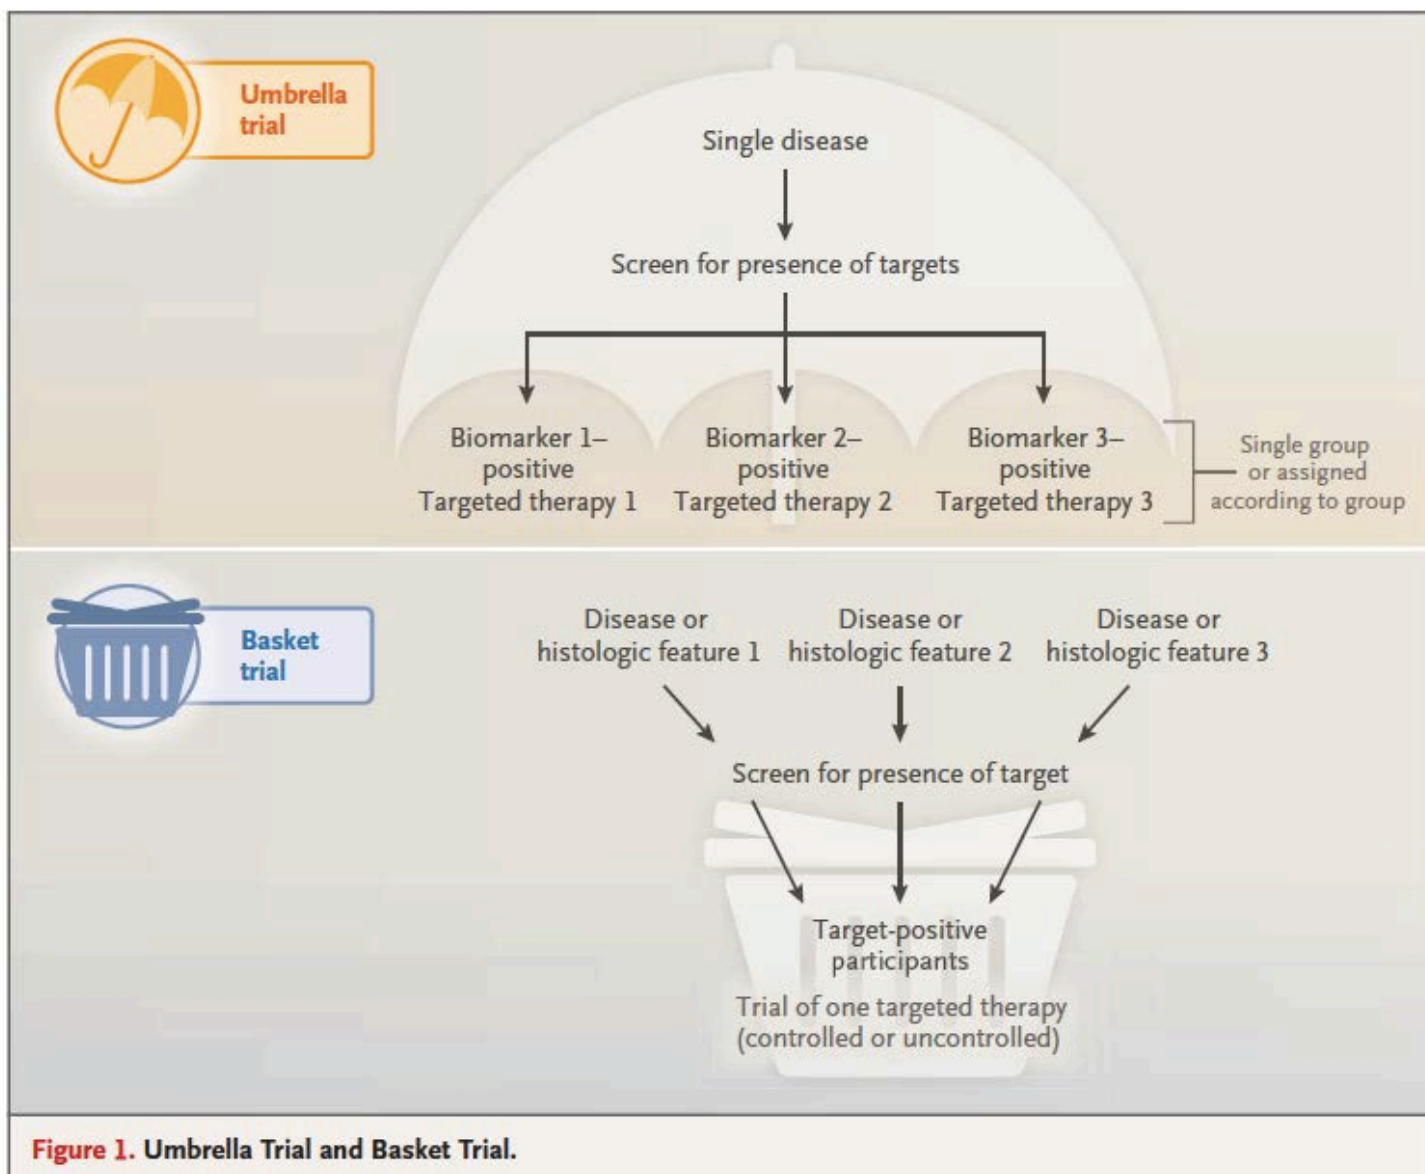 Umbrella
trial
Single disease
Screen for presence of targets
Biomarker 1–
positive
Targeted therapy 1
Biomarker 2–
positive
Targeted therapy 2
Biomarker 3–
positive
Targeted therapy 3
Single group
or assigned
according to group
Basket
trial
Disease or
histologic feature 1
Disease or
histologic feature 2
Disease or
histologic feature 3
Screen for presence of target
Target-positive
participants
Trial of one targeted therapy
(controlled or uncontrolled)
Figure 1. Umbrella Trial and Basket Trial.